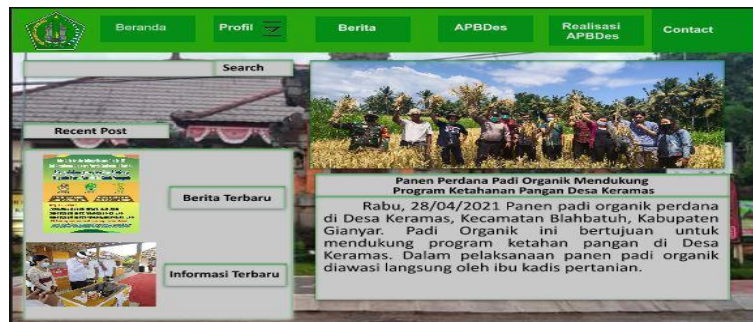 Beranda
Profil
Berita
APBDes
Realisasi
APBDes
Contact
Search
Recent Post
Berita Terbaru
Informasi Terbaru
Panen Perdana Padi Organik Mendukung
Program Ketahanan Pangan Desa Keramas
Rabu, 28/04/2021 Panen padi organik perdana
di Desa Keramas, Kecamatan Blahbatuh, Kabupaten
Gianyar. Padi Organik ini bertujuan untuk
mendukung program ketahan pangan di Desa
Keramas. Dalam pelaksanaan panen padi organik
diawasi langsung oleh ibu kadis pertanian.